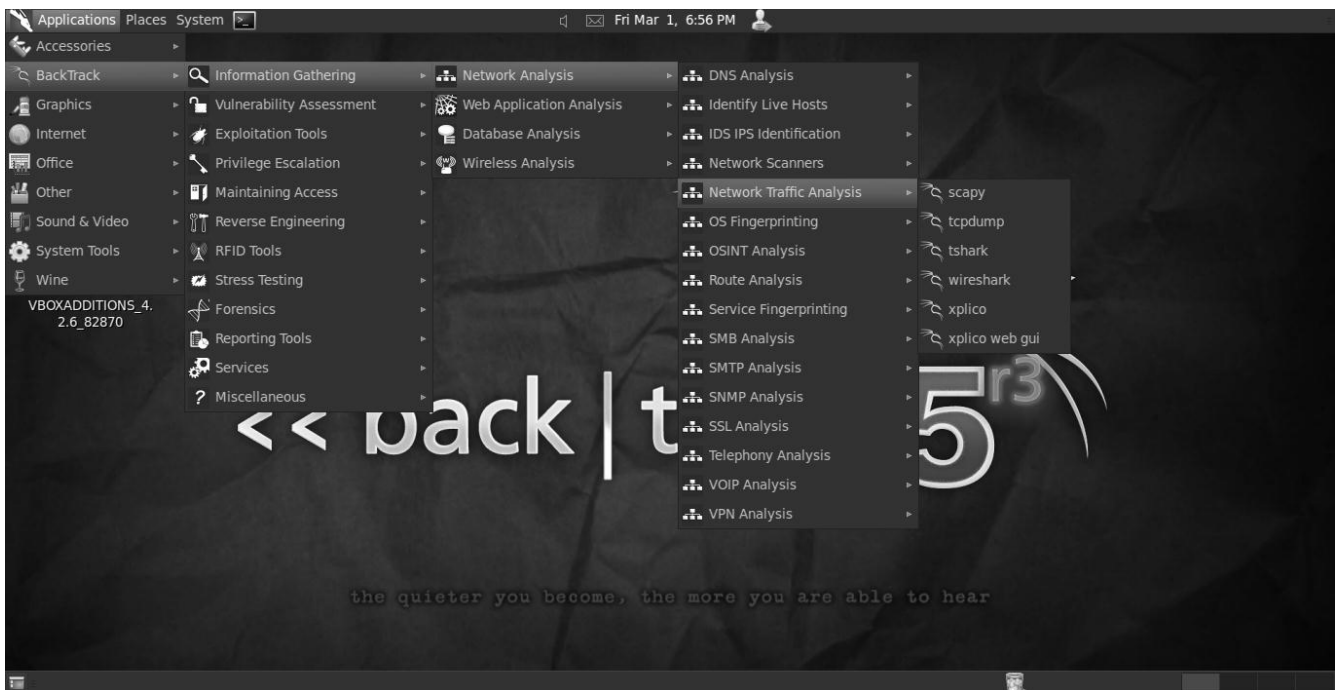 Applications Places System Fri Mar 1, 6:56 PM
Accessories
BackTrack
Graphics
Internet
Office
Other
Sound & Video
System Tools
Wine
VBOXADDITIONS_4.
2.6_82870
Information Gathering
Vulnerability Assessment
Exploitation Tools
Privilege Escalation
Maintaining Access
Reverse Engineering
RFID Tools
Stress Testing
Forensics
Reporting Tools
Services
Miscellaneous
Network Analysis
Web Application Analysis
Database Analysis
Wireless Analysis
DNS Analysis
Identify Live Hosts
IDS IPS Identification
Network Scanners
Network Traffic Analysis
OS Fingerprinting
OSINT Analysis
Route Analysis
Service Fingerprinting
SMB Analysis
SMTP Analysis
SNMP Analysis
SSL Analysis
Telephony Analysis
VOIP Analysis
VPN Analysis
scapy
tcpdump
tshark
wireshark
xplico
xplico web gui
<< back | t 5 r3
the quieter you become, the more you are able to hear